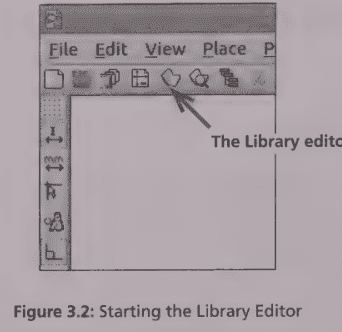 File Edit View Place P
The Library edito
Figure 3.2: Starting the Library Editor